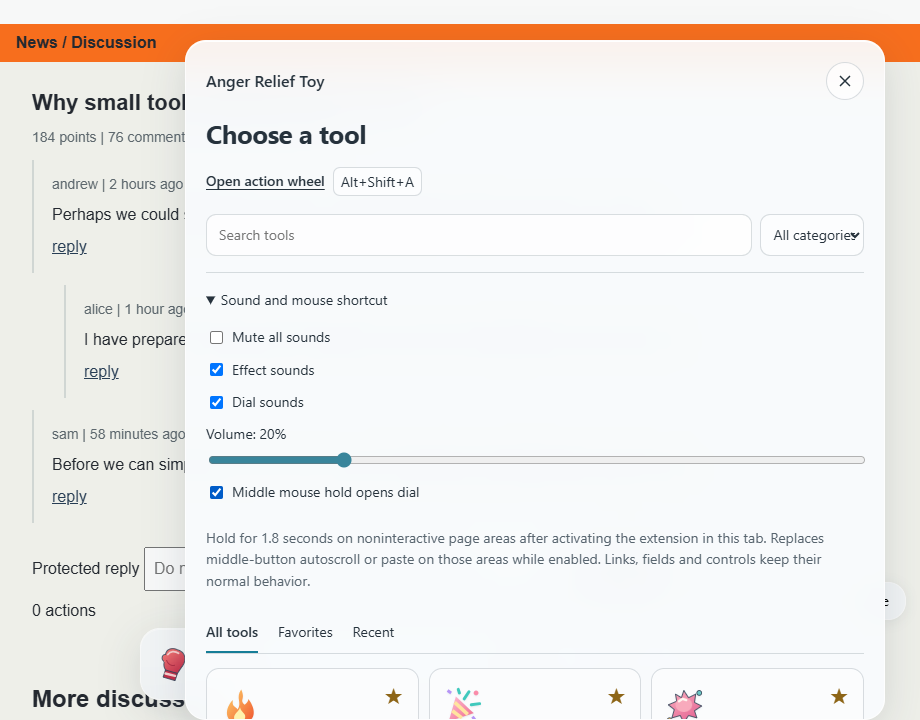 News / Discussion
Why small tool
184 points | 76 comment
andrew | 2 hours ago
Perhaps we could
reply
alice | 1 hour ago
I have prepare
reply
sam | 58 minutes ago
Before we can sim
reply
Protected reply
Do n
0 actions
More discuss
Anger Relief Toy
Choose a tool
Open action wheel
Alt+Shift+A
Search tools
All categories
Sound and mouse shortcut
Mute all sounds
Effect sounds
Dial sounds
Volume: 20%
Middle mouse hold opens dial
Hold for 1.8 seconds on noninteractive page areas after activating the extension in this tab. Replaces
middle-button autoscroll or paste on those areas while enabled. Links, fields and controls keep their
normal behavior.
All tools
Favorites
Recent